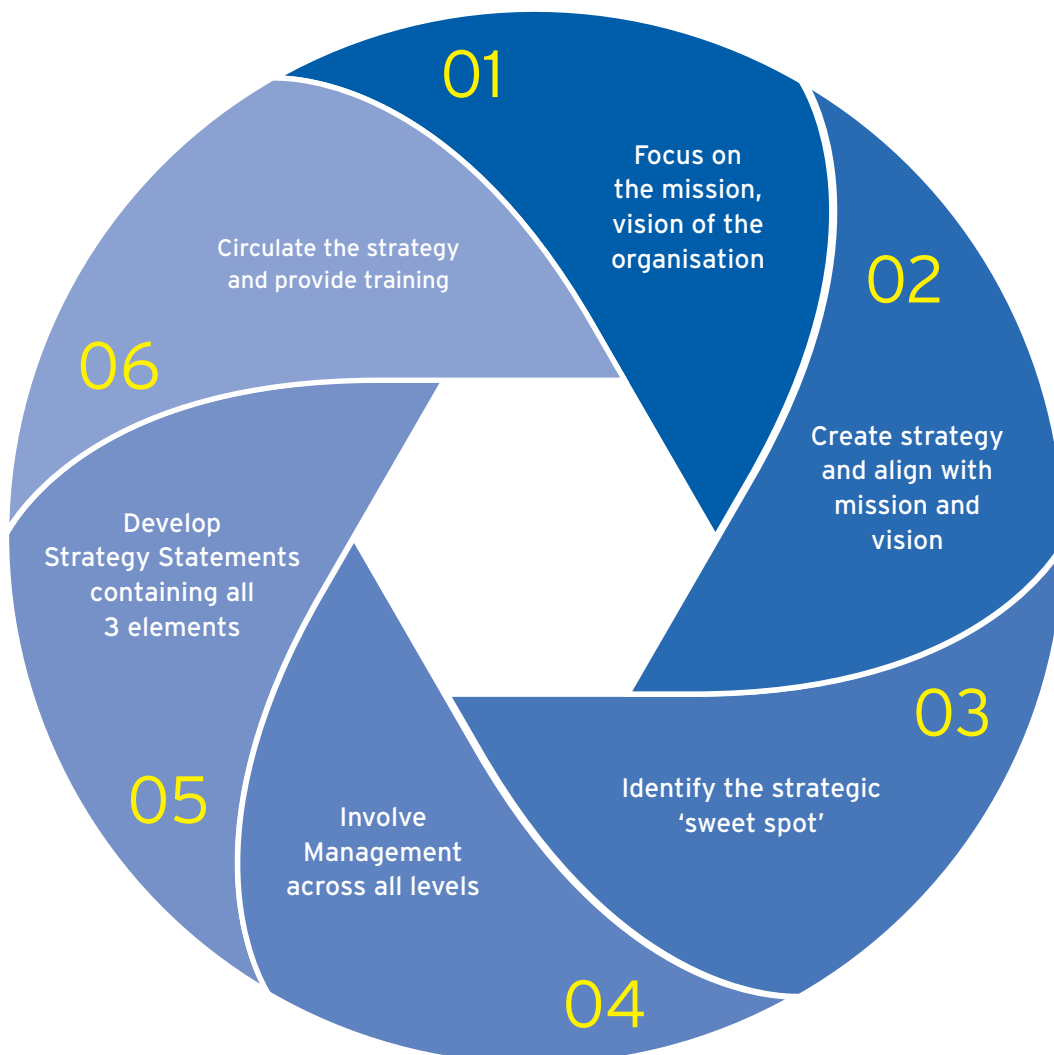 01
Focus on
the mission,
vision of the
organisation
02
Create strategy
and align with
mission and
vision
03
Identify the strategic
‘sweet spot’
04
Involve
Management
across all levels
05
Develop
Strategy Statements
containing all
3 elements
06
Circulate the strategy
and provide training